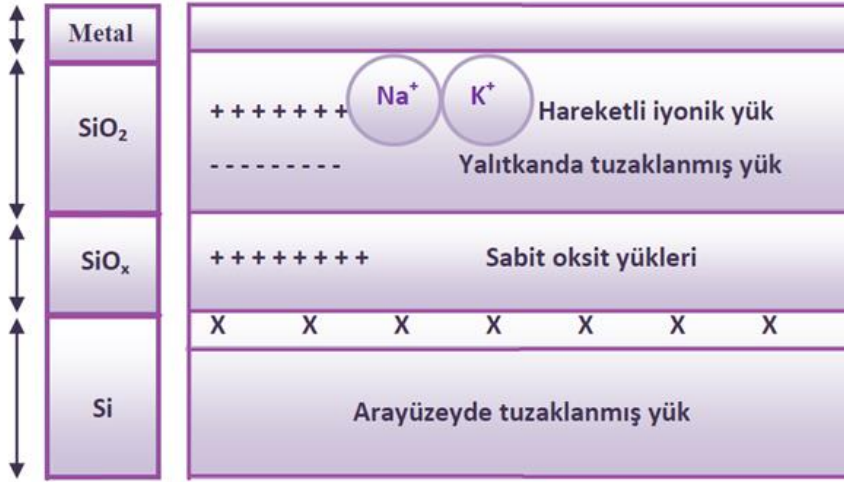 Metal
SiO₂
+ + + + + + + Na⁺ K⁺ Hareketli iyonik yük
- - - - - - - - - Yalıtkanda tuzaklanmış yük
SiOₓ
+ + + + + + + + Sabit oksit yükleri
X X X X X X X
Si
Arayüzeyde tuzaklanmış yük